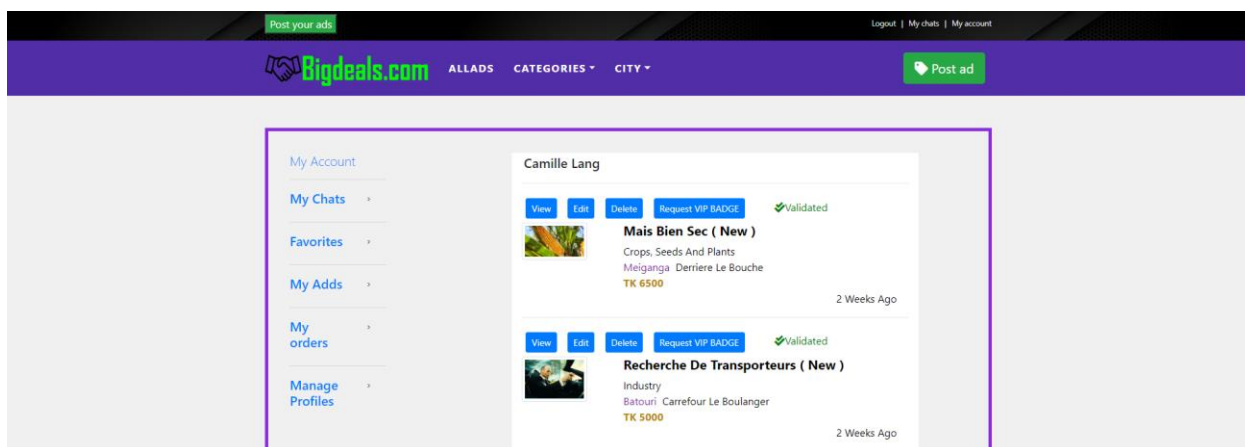 Post your ads
Logout | My chats | My account
Bigdeals.com
ALLADS CATEGORIES CITY
Post ad
My Account
My Chats
Favorites
My Adds
My
orders
Manage
Profiles
Camille Lang
View Edit Delete Request VIP BADGE Validated
Mais Bien Sec ( New )
Crops, Seeds And Plants
Meiganga Derriere Le Bouche
TK 6500
2 Weeks Ago
View Edit Delete Request VIP BADGE Validated
Recherche De Transporteurs ( New )
Industry
Batouri Carrefour Le Boulanger
TK 5000
2 Weeks Ago